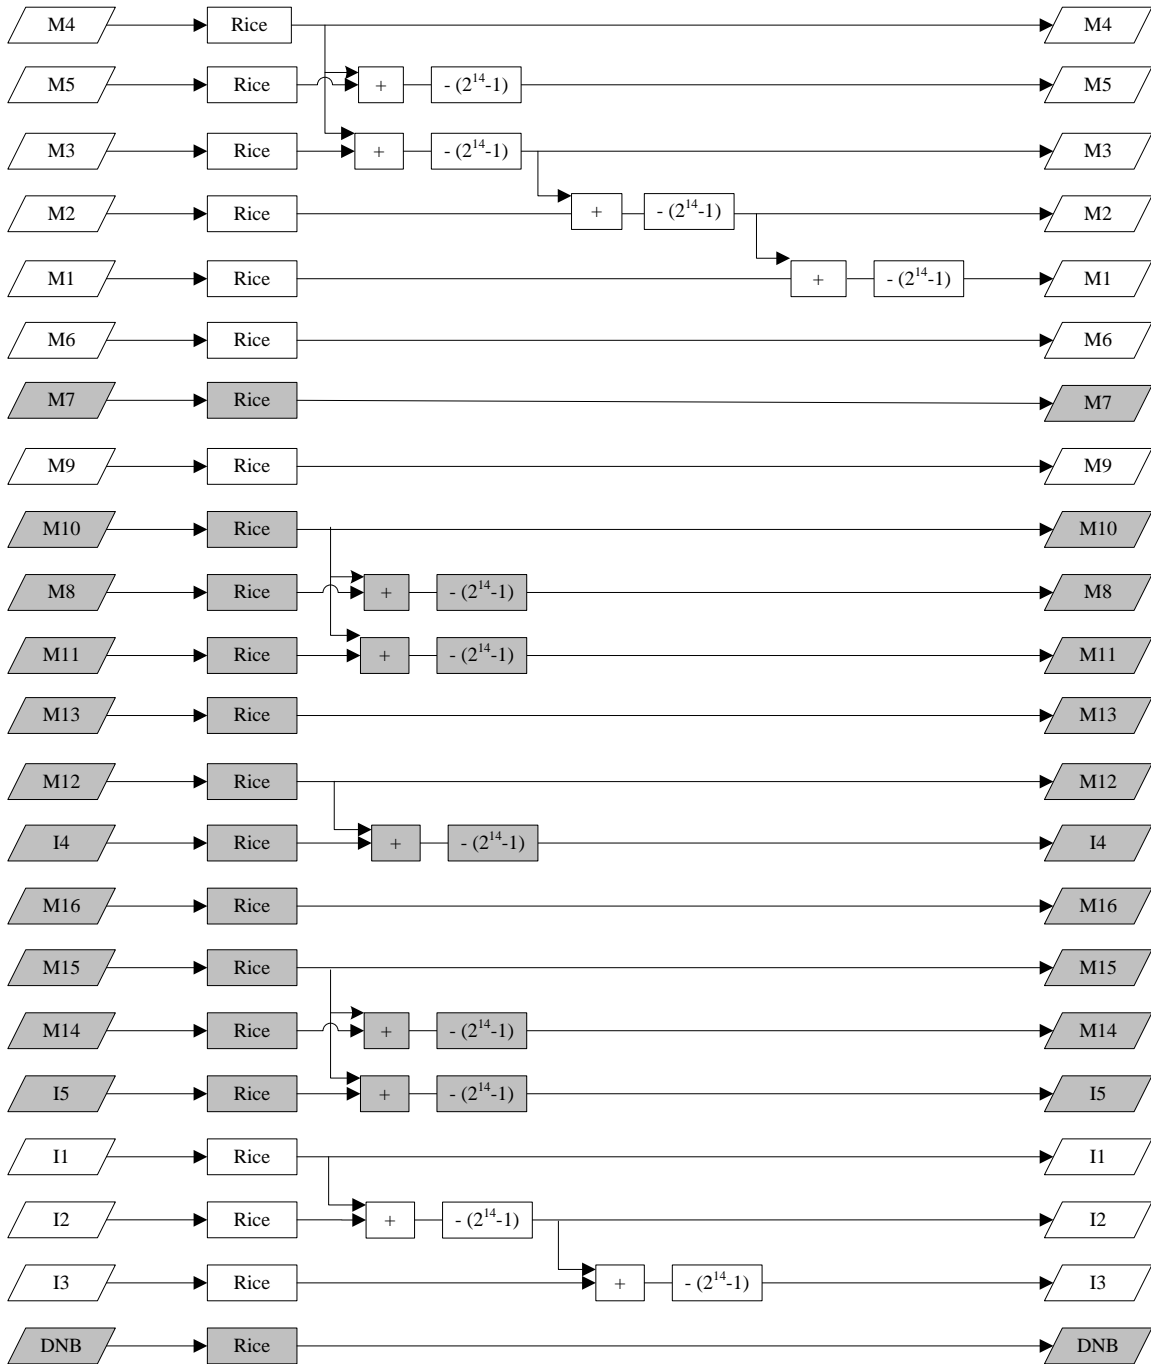 M4 Rice M4
M5 Rice + - (2^14-1) M5
M3 Rice + - (2^14-1) M3
M2 Rice + - (2^14-1) M2
M1 Rice + - (2^14-1) M1
M6 Rice M6
M7 Rice M7
M9 Rice M9
M10 Rice M10
M8 Rice + - (2^14-1) M8
M11 Rice + - (2^14-1) M11
M13 Rice M13
M12 Rice M12
I4 Rice + - (2^14-1) I4
M16 Rice M16
M15 Rice M15
M14 Rice + - (2^14-1) M14
I5 Rice + - (2^14-1) I5
I1 Rice I1
I2 Rice + - (2^14-1) I2
I3 Rice + - (2^14-1) I3
DNB Rice DNB